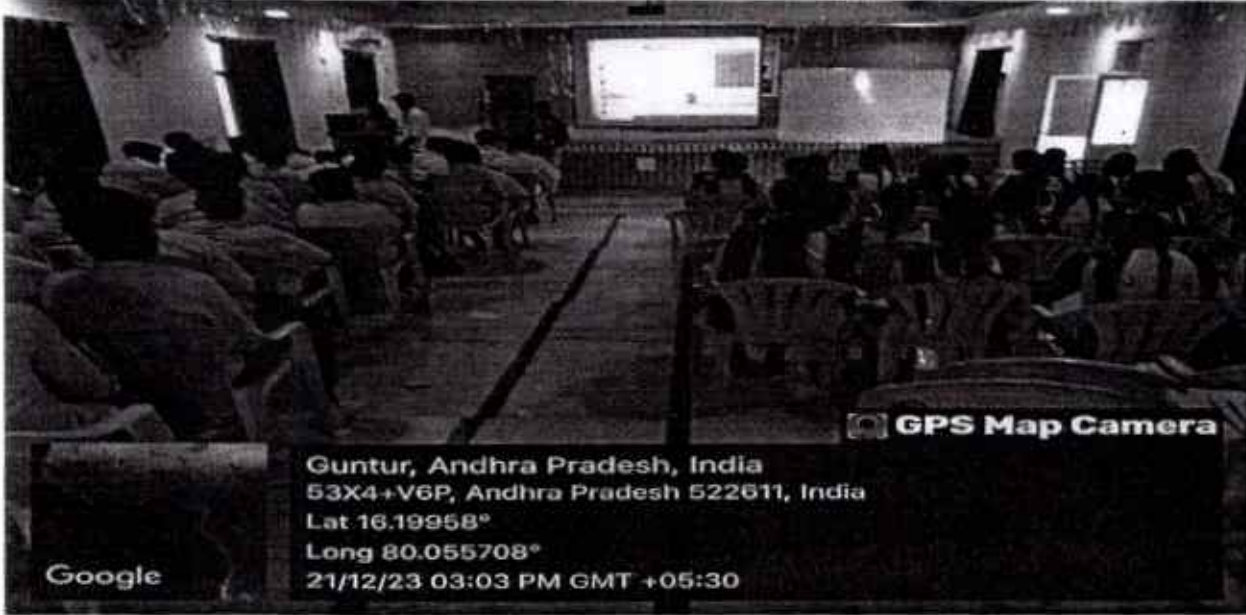 GPS Map Camera
Guntur, Andhra Pradesh, India
53X4+V6P, Andhra Pradesh 522611, India
Lat 16.19958°
Long 80.055708°
21/12/23 03:03 PM GMT +05:30
Google